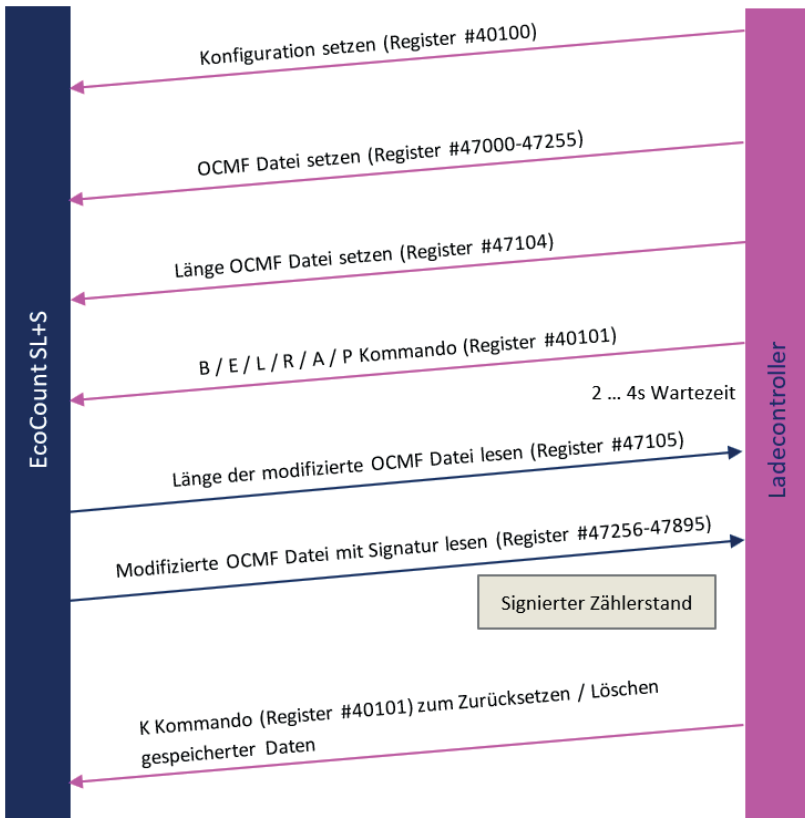 Konfiguration setzen (Register #40100)
OCMF Datei setzen (Register #47000-47255)
Länge OCMF Datei setzen (Register #47104)
B / E / L / R / A / P Kommando (Register #40101)
2 ... 4s Wartezeit
EcoCount SL+S
Ladecontroller
Länge der modifizierte OCMF Datei lesen (Register #47105)
Modifizierte OCMF Datei mit Signatur lesen (Register #47256-47895)
Signierter Zählerstand
K Kommando (Register #40101) zum Zurücksetzen / Löschen
gespeicherter Daten